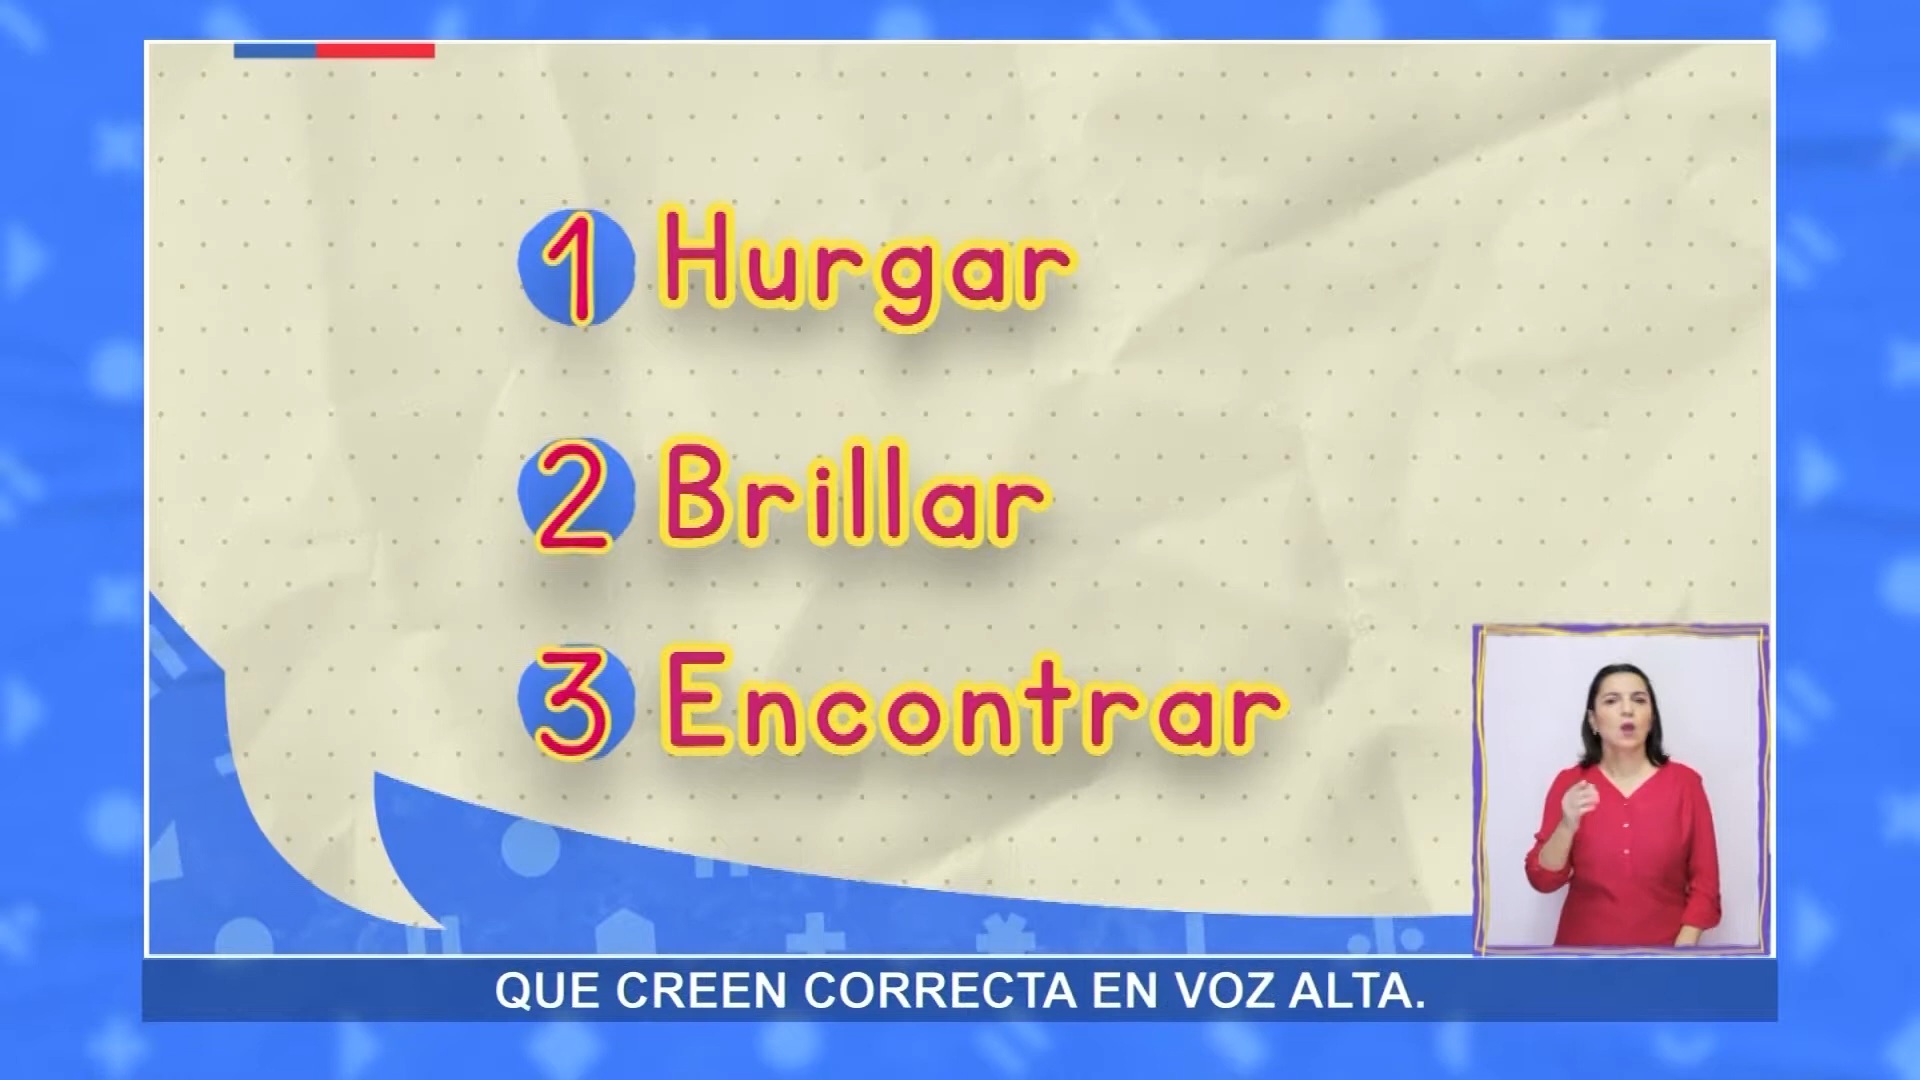 1 Hurgar
2 Brillar
3 Encontrar
QUE CREEN CORRECTA EN VOZ ALTA.